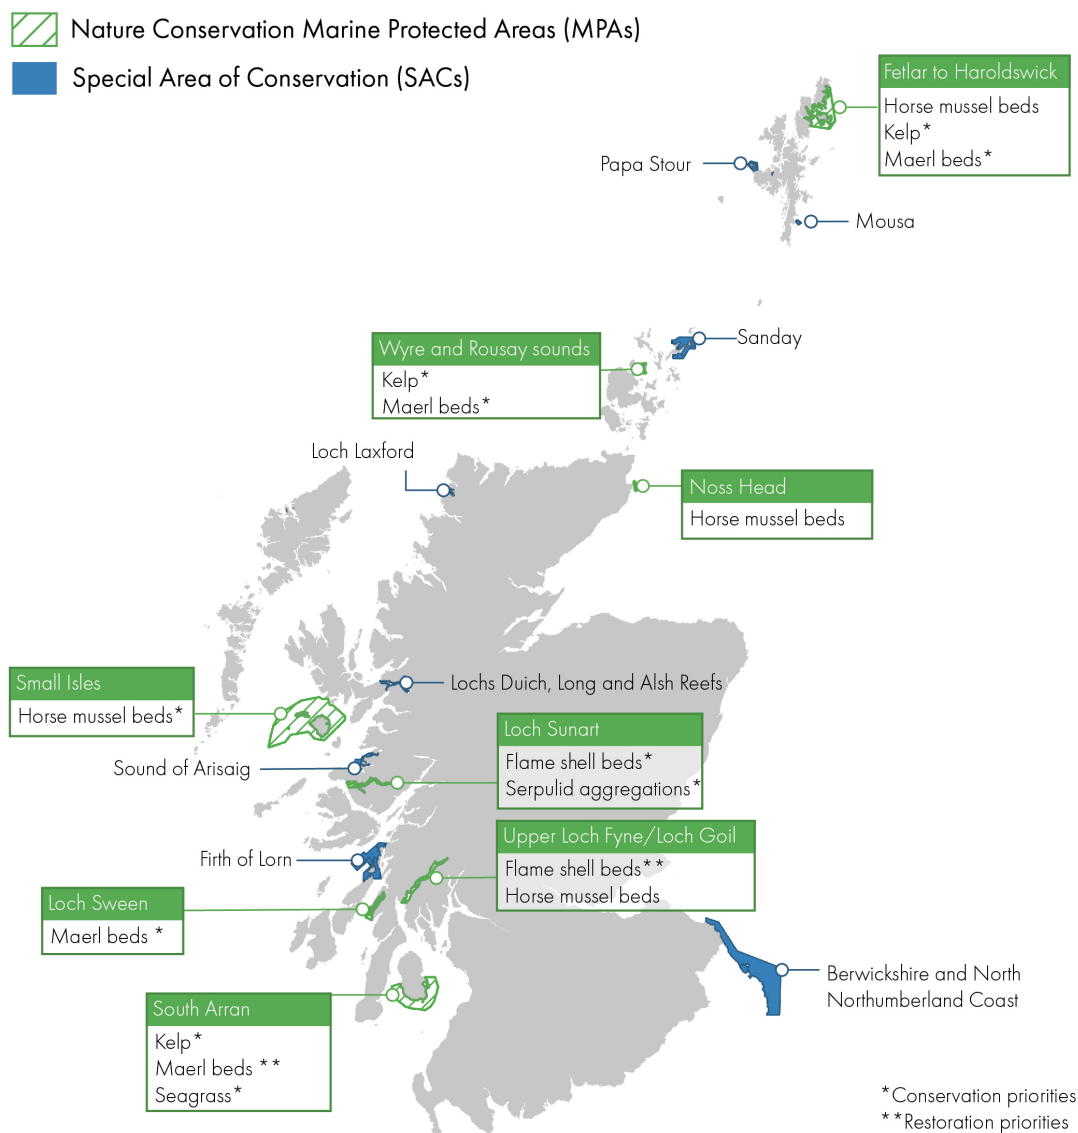 Nature Conservation Marine Protected Areas (MPAs)
Special Area of Conservation (SACs)
Fetlar to Haroldswick
Horse mussel beds
Kelp*
Maerl beds*
Papa Stour
Mousa
Sanday
Wyre and Rousay sounds
Kelp*
Maerl beds*
Loch Laxford
Noss Head
Horse mussel beds
Small Isles
Horse mussel beds*
Lochs Duich, Long and Alsh Reefs
Loch Sunart
Flame shell beds*
Serpulid aggregations*
Sound of Arisaig
Upper Loch Fyne/Loch Goil
Flame shell beds**
Horse mussel beds
Firth of Lorn
Loch Sween
Maerl beds *
Berwickshire and North
Northumberland Coast
South Arran
Kelp*
Maerl beds **
Seagrass*
*Conservation priorities
**Restoration priorities